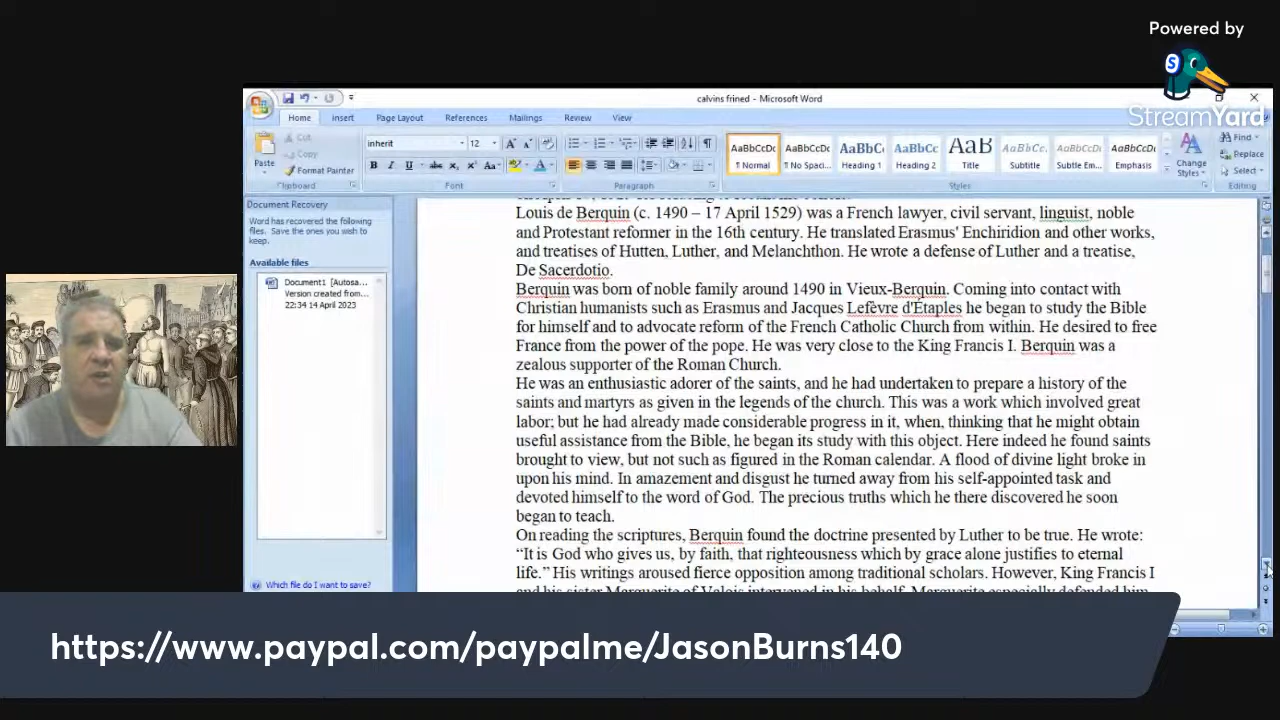 Powered by
StreamYard
calvins frined - Microsoft Word
Home Insert Page Layout References Mailings Review View
Paste
Cut
Copy
Format Painter
Clipboard
inherit 12
Font
Paragraph
AaBbCcDc AaBbCcDc AaBbC AaBbCc AaB AaBbCc. AaBbCcDc AaBbCcDc
¶ Normal ¶ No Spaci... Heading 1 Heading 2 Title Subtitle Subtle Em... Emphasis
Change
Styles
Styles
Find
Replace
Select
Editing
Document Recovery
Word has recovered the following
files. Save the ones you wish to
keep.
Available files
Document1 [Autosa...
Version created from...
22:34 14 April 2023
Which file do I want to save?
Louis de Berquin (c. 1490 – 17 April 1529) was a French lawyer, civil servant, linguist, noble
and Protestant reformer in the 16th century. He translated Erasmus' Enchiridion and other works,
and treatises of Hutten, Luther, and Melanchthon. He wrote a defense of Luther and a treatise,
De Sacerdotio.
Berquin was born of noble family around 1490 in Vieux-Berquin. Coming into contact with
Christian humanists such as Erasmus and Jacques Lefèvre d'Étaples he began to study the Bible
for himself and to advocate reform of the French Catholic Church from within. He desired to free
France from the power of the pope. He was very close to the King Francis I. Berquin was a
zealous supporter of the Roman Church.
He was an enthusiastic adorer of the saints, and he had undertaken to prepare a history of the
saints and martyrs as given in the legends of the church. This was a work which involved great
labor; but he had already made considerable progress in it, when, thinking that he might obtain
useful assistance from the Bible, he began its study with this object. Here indeed he found saints
brought to view, but not such as figured in the Roman calendar. A flood of divine light broke in
upon his mind. In amazement and disgust he turned away from his self-appointed task and
devoted himself to the word of God. The precious truths which he there discovered he soon
began to teach.
On reading the scriptures, Berquin found the doctrine presented by Luther to be true. He wrote:
“It is God who gives us, by faith, that righteousness which by grace alone justifies to eternal
life.” His writings aroused fierce opposition among traditional scholars. However, King Francis I
and his sister Marguerite of Valois intervened in his behalf. Marguerite especially defended him
https://www.paypal.com/paypalme/JasonBurns140